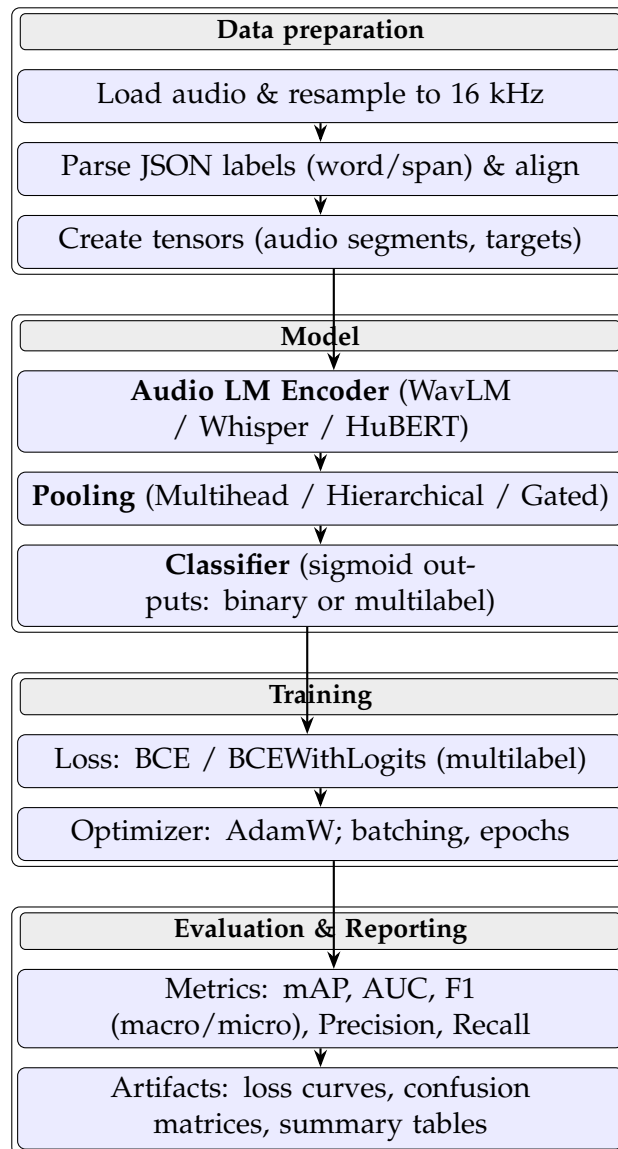 Data preparation
Load audio & resample to 16 kHz
Parse JSON labels (word/span) & align
Create tensors (audio segments, targets)
Model
Audio LM Encoder (WavLM
/ Whisper / HuBERT)
Pooling (Multihead / Hierarchical / Gated)
Classifier (sigmoid out-
puts: binary or multilabel)
Training
Loss: BCE / BCEWithLogits (multilabel)
Optimizer: AdamW; batching, epochs
Evaluation & Reporting
Metrics: mAP, AUC, F1
(macro/micro), Precision, Recall
Artifacts: loss curves, confusion
matrices, summary tables